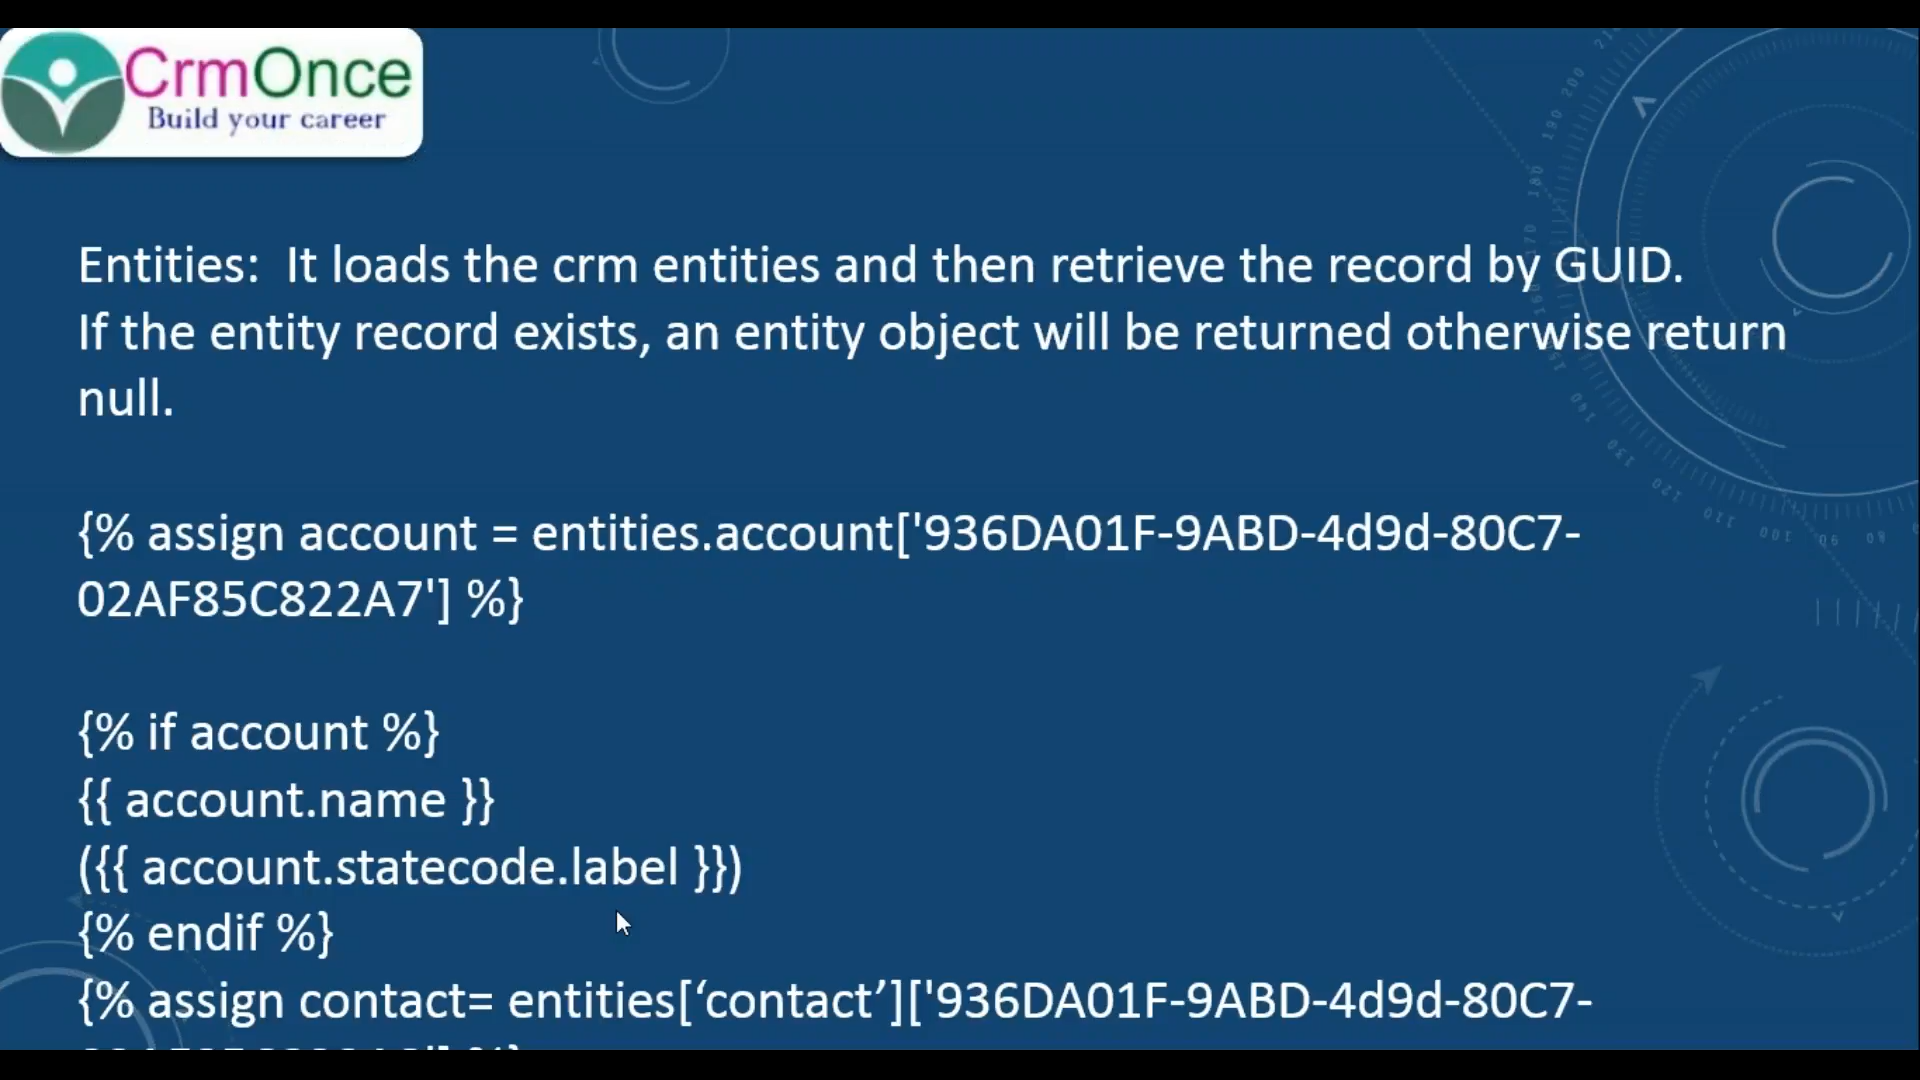 CrmOnce
Build your career
Entities: It loads the crm entities and then retrieve the record by GUID.
If the entity record exists, an entity object will be returned otherwise return
null.
{% assign account = entities.account['936DA01F-9ABD-4d9d-80C7-
02AF85C822A7'] %}
{% if account %}
{{ account.name }}
({{ account.statecode.label }})
{% endif %}
{% assign contact= entities[‘contact’]['936DA01F-9ABD-4d9d-80C7-